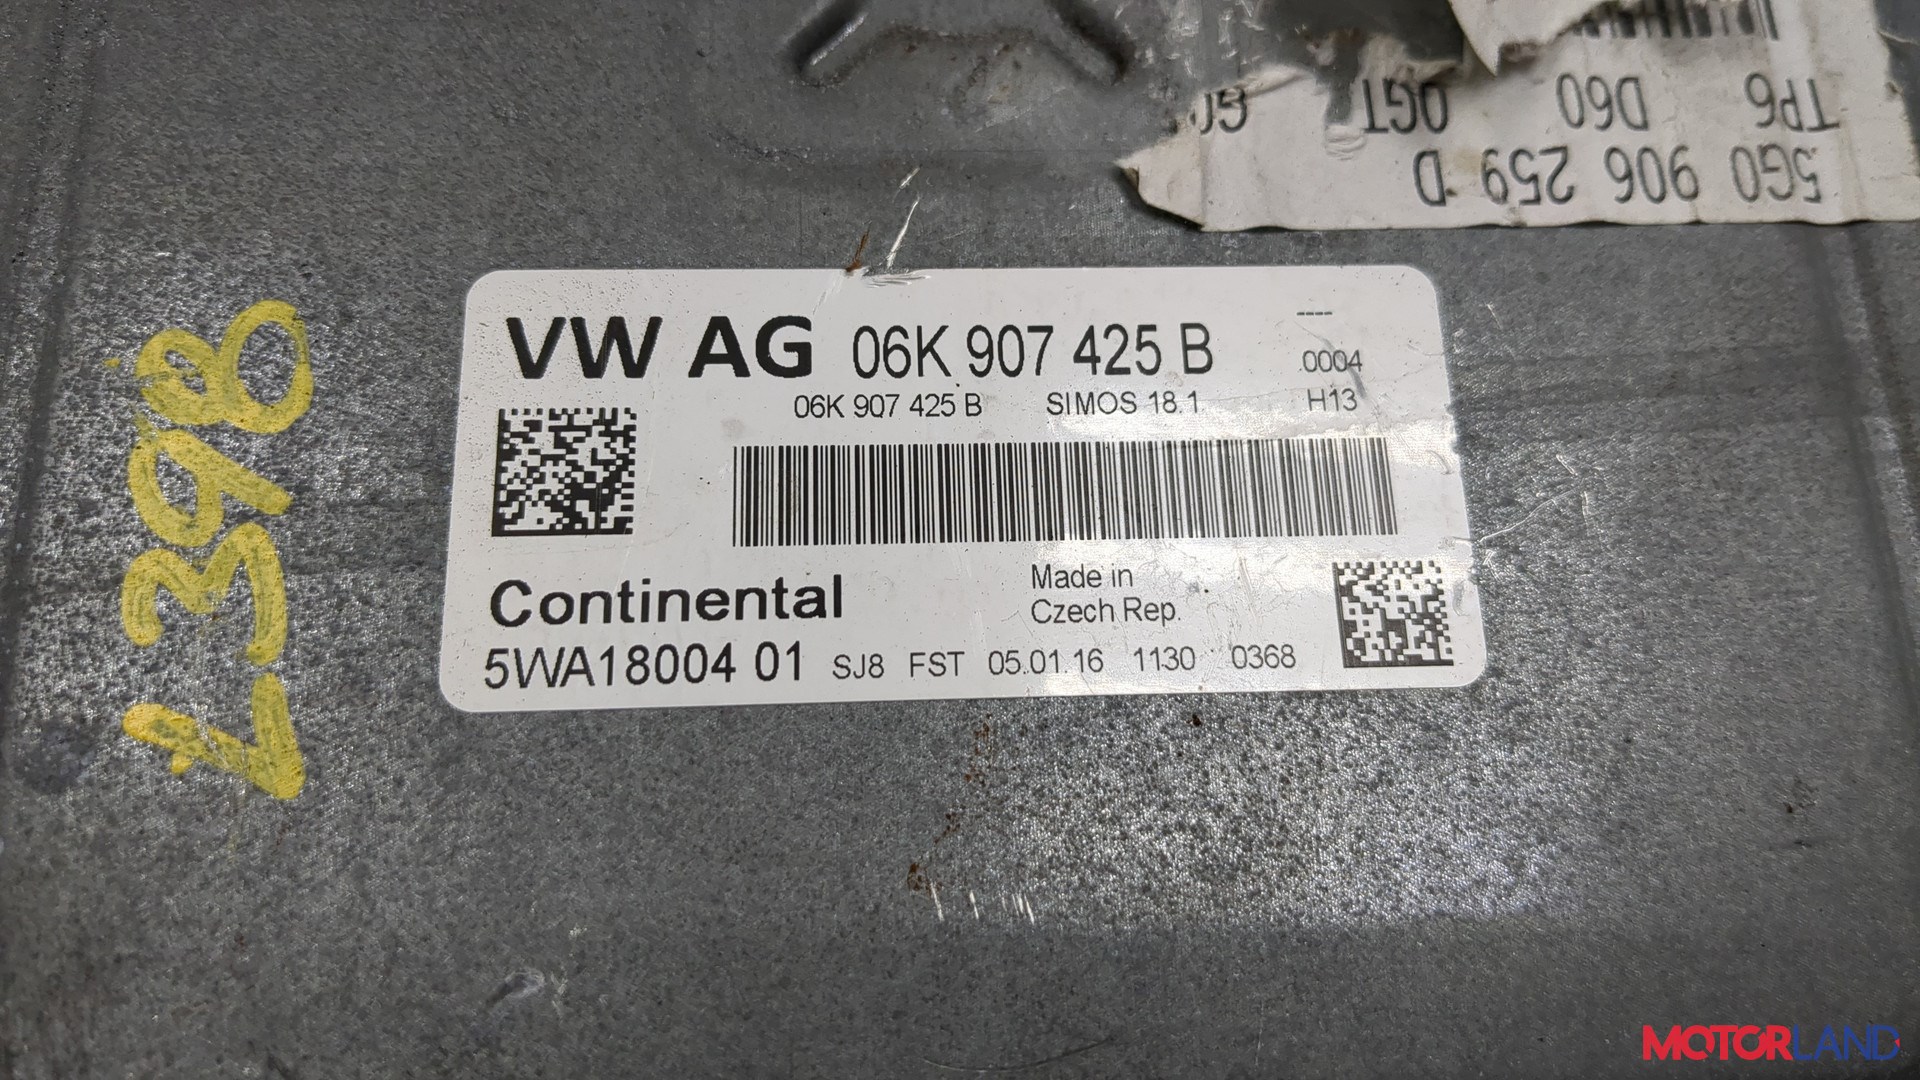 TP6 D60 0GT
5G0 906 259 D
VW AG 06K 907 425 B
----
0004
06K 907 425 B SIMOS 18.1 H13
Continental
Made in
Czech Rep.
5WA18004 01 SJ8 FST 05.01.16 1130 0368
L398
MOTORLAND